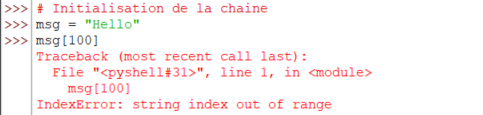 >>> # Initialisation de la chaine
>>> msg = "Hello"
>>> msg[100]
Traceback (most recent call last):
  File "<pyshell#31>", line 1, in <module>
    msg[100]
IndexError: string index out of range